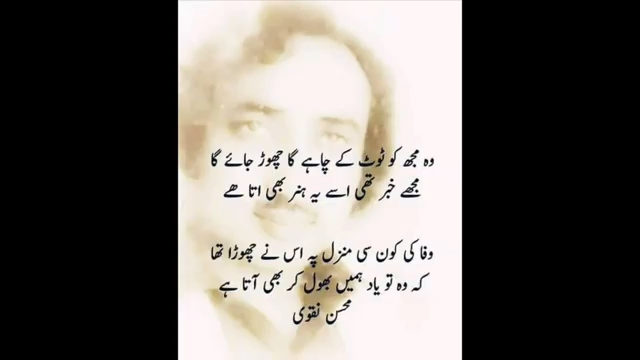 وہ مجھ کو ٹوٹ کے چاہے گا چھوڑ جائے گا
مجھے خبر تھی اسے یہ ہنر بھی اتا ھے
وفا کی کون سی منزل پہ اس نے چھوڑا تھا
کہ وہ تو یاد ہمیں بھول کر بھی آتا ہے
محسن نقوی